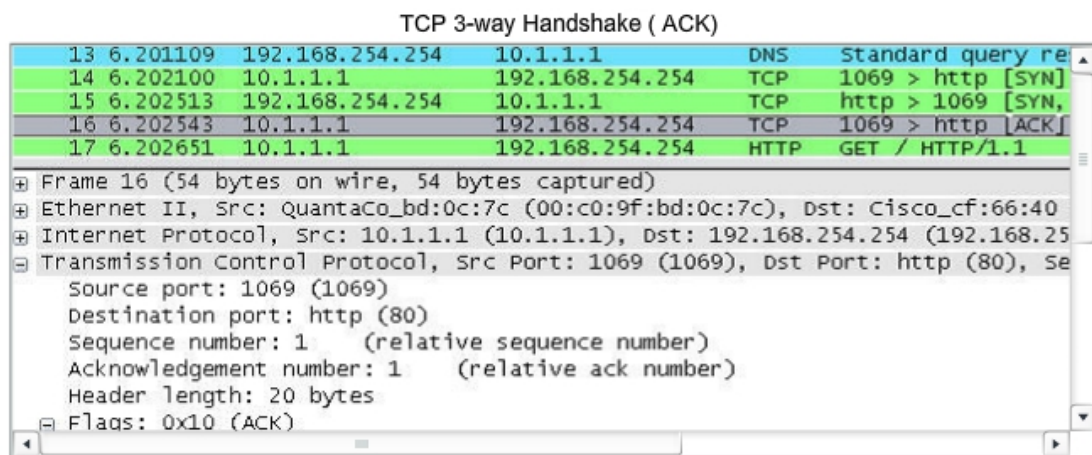 TCP 3-way Handshake ( ACK)
13 6.201109 192.168.254.254 10.1.1.1 DNS Standard query re
14 6.202100 10.1.1.1 192.168.254.254 TCP 1069 > http [SYN]
15 6.202513 192.168.254.254 10.1.1.1 TCP http > 1069 [SYN,
16 6.202543 10.1.1.1 192.168.254.254 TCP 1069 > http [ACK]
17 6.202651 10.1.1.1 192.168.254.254 HTTP GET / HTTP/1.1
Frame 16 (54 bytes on wire, 54 bytes captured)
Ethernet II, Src: QuantaCo_bd:0c:7c (00:c0:9f:bd:0c:7c), Dst: Cisco_cf:66:40
Internet Protocol, Src: 10.1.1.1 (10.1.1.1), Dst: 192.168.254.254 (192.168.25
Transmission Control Protocol, Src Port: 1069 (1069), Dst Port: http (80), Se
Source port: 1069 (1069)
Destination port: http (80)
Sequence number: 1 (relative sequence number)
Acknowledgement number: 1 (relative ack number)
Header length: 20 bytes
Flags: 0x10 (ACK)